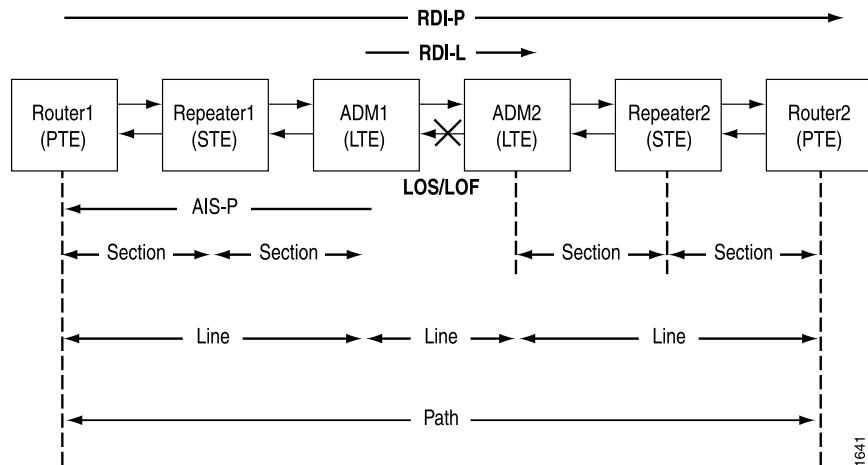 RDI-P
RDI-L
Router1
(PTE)
Repeater1
(STE)
ADM1
(LTE)
ADM2
(LTE)
Repeater2
(STE)
Router2
(PTE)
LOS/LOF
AIS-P
Section
Section
Section
Section
Line
Line
Line
Path
1641